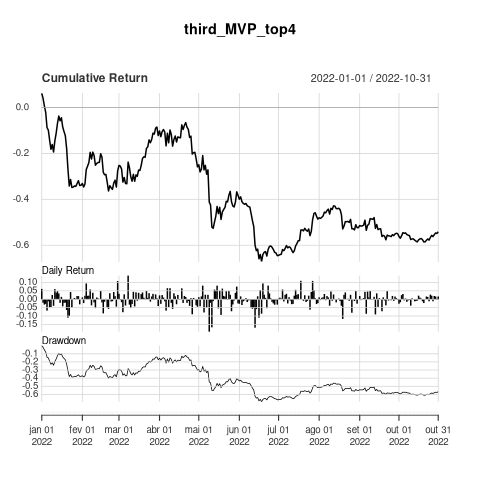 third_MVP_top4
Cumulative Return 2022-01-01 / 2022-10-31
0.0
-0.2
-0.4
-0.6
Daily Return
0.10
0.05
0.00
-0.05
-0.10
-0.15
Drawdown
-0.1
-0.2
-0.3
-0.4
-0.5
-0.6
jan 01 fev 01 mar 01 abr 01 mai 01 jun 01 jul 01 ago 01 set 01 out 01 out 31
2022 2022 2022 2022 2022 2022 2022 2022 2022 2022 2022